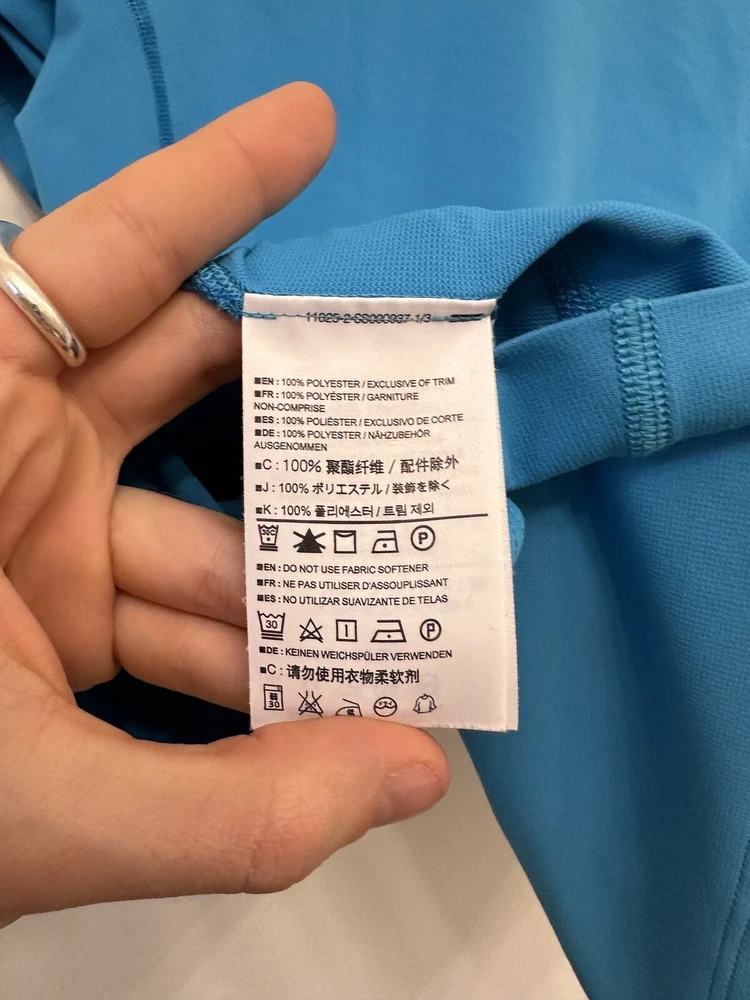 ■EN : 100% POLYESTER / EXCLUSIVE OF TRIM
■FR : 100% POLYÉSTER / GARNITURE
NON-COMPRISE
■ES : 100% POLIÉSTER / EXCLUSIVO DE CORTE
■DE : 100% POLYESTER / NÄHZUBEHÖR
AUSGENOMMEN
■C : 100% 聚酯纤维 / 配件除外
■J : 100% ポリエステル / 装飾を除く
■K : 100% 폴리에스터 / 트림 제외
30C P
■EN : DO NOT USE FABRIC SOFTENER
■FR : NE PAS UTILISER D'ASSOUPLISSANT
■ES : NO UTILIZAR SUAVIZANTE DE TELAS
30 P
■DE : KEINEN WEICHSPÜLER VERWENDEN
■C : 请勿使用衣物柔软剂
30